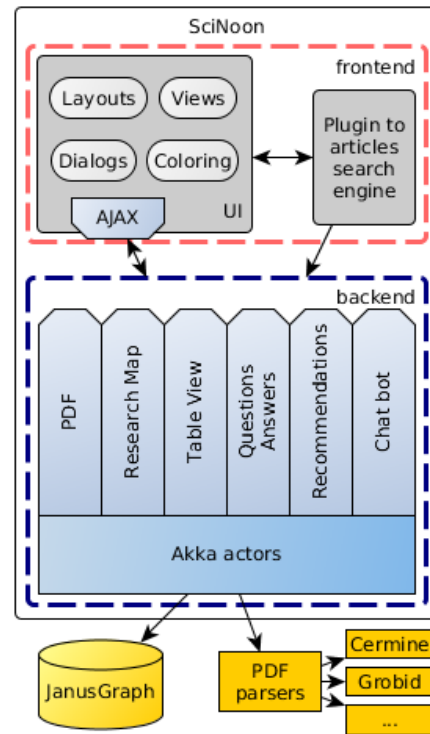 SciNoon
frontend
Layouts
Views
Dialogs
Coloring
AJAX
UI
Plugin to
articles
search
engine
backend
PDF
Research Map
Table View
Questions
Answers
Recommendations
Chat bot
Akka actors
JanusGraph
PDF
parsers
Cermine
Grobid
...